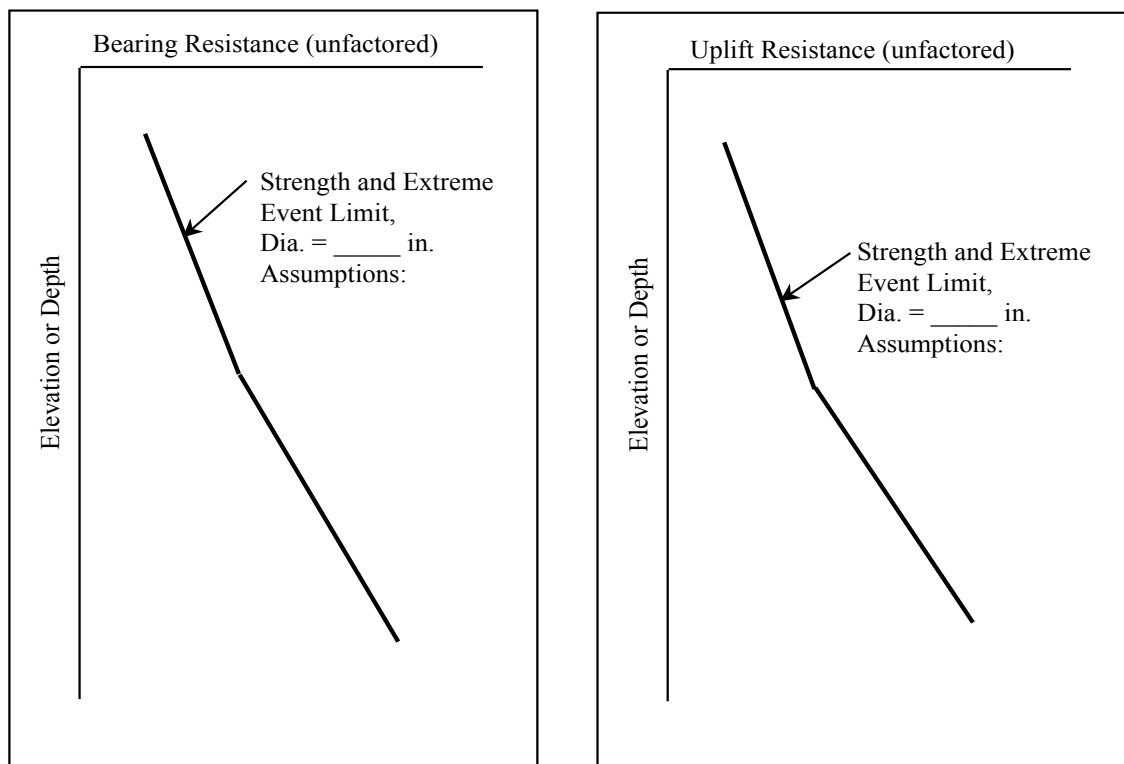 Bearing Resistance (unfactored)
Elevation or Depth
Strength and Extreme
Event Limit,
Dia. = _____ in.
Assumptions:
Uplift Resistance (unfactored)
Elevation or Depth
Strength and Extreme
Event Limit,
Dia. = _____ in.
Assumptions: